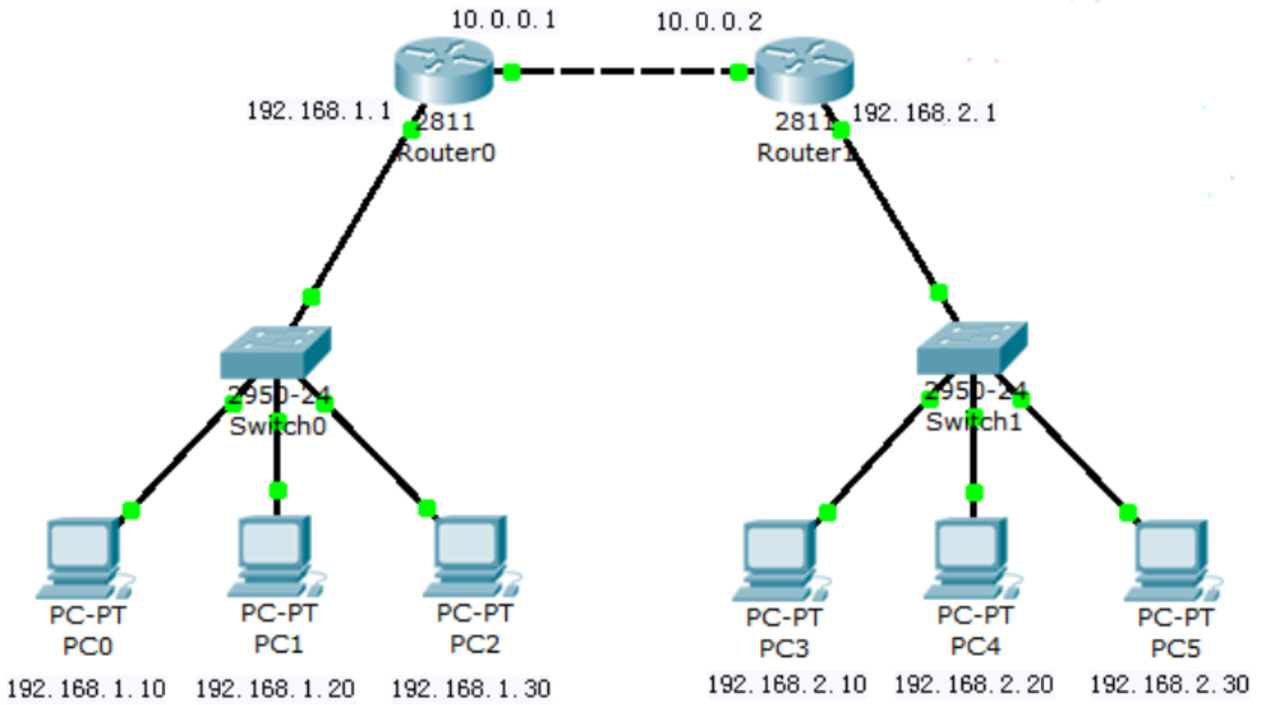 10.0.0.1
10.0.0.2
192.168.1.1
2811
Router0
2811
Router1
192.168.2.1
2950-24
Switch0
2950-24
Switch1
PC-PT
PC0
PC-PT
PC1
PC-PT
PC2
PC-PT
PC3
PC-PT
PC4
PC-PT
PC5
192.168.1.10
192.168.1.20
192.168.1.30
192.168.2.10
192.168.2.20
192.168.2.30